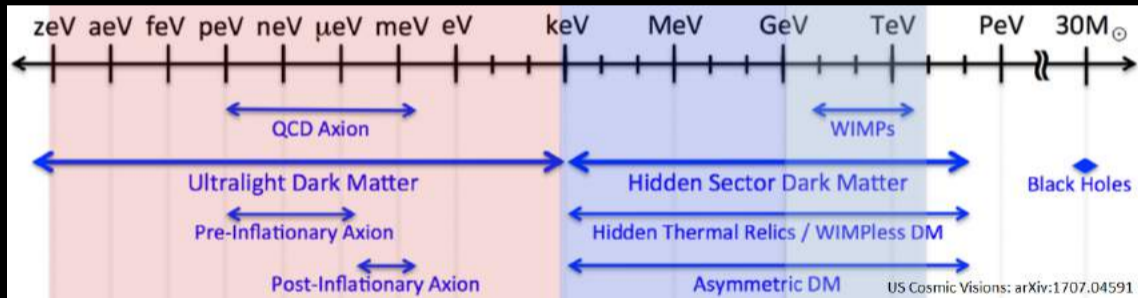 zeV aeV feV peV neV μeV meV eV keV MeV GeV TeV PeV 30M☉
QCD Axion WIMPs
Ultralight Dark Matter Hidden Sector Dark Matter Black Holes
Pre-Inflationary Axion Hidden Thermal Relics / WIMPless DM
Post-Inflationary Axion Asymmetric DM US Cosmic Visions: arXiv:1707.04591